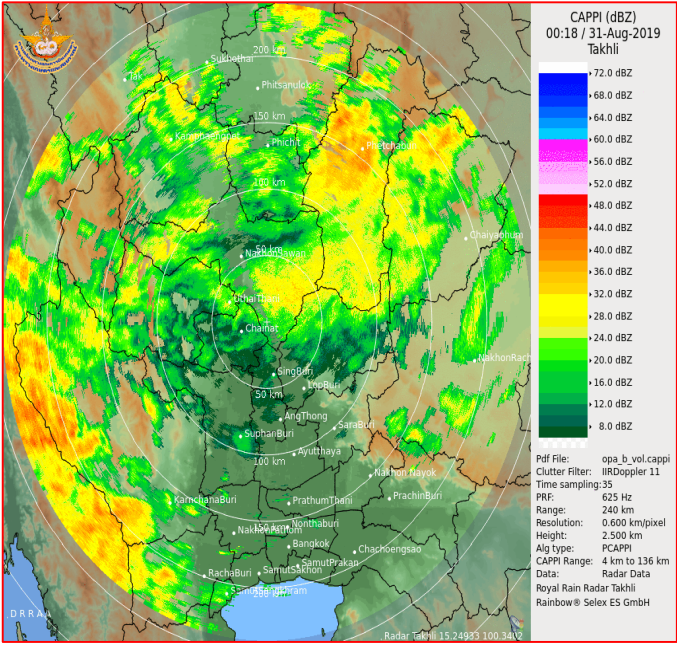 CAPPI (dBZ)
00:18 / 31-Aug-2019
Takhli
72.0 dBZ
68.0 dBZ
64.0 dBZ
60.0 dBZ
56.0 dBZ
52.0 dBZ
48.0 dBZ
44.0 dBZ
40.0 dBZ
36.0 dBZ
32.0 dBZ
28.0 dBZ
24.0 dBZ
20.0 dBZ
16.0 dBZ
12.0 dBZ
8.0 dBZ
Pdf File: opa_b_vol.cappi
Clutter Filter: IIRDoppler 11
Time sampling:35
PRF: 625 Hz
Range: 240 km
Resolution: 0.600 km/pixel
Height: 2.500 km
Alg type: PCAPPI
CAPPI Range: 4 km to 136 km
Data: Radar Data
Royal Rain Radar Takhli
Rainbow® Selex ES GmbH
200 km
Sukhothai
Tak
Phitsanulok
150 km
Phichit
Phetchabun
100 km
Chaiyaphum
50 km
UthaiThani
Chainat
SingBuri
NakhonRach
LopBuri
50 km
AngThong
SuphanBuri
SaraBuri
Ayutthaya
100 km
Nakhon Nayok
KanchanaBuri
PrathumThani
PrachinBuri
150 km
Nonthaburi
NakhonPathom
Bangkok
Chachoengsao
SamutPrakan
RachaBuri
SamutSakhon
200 km
D R R A A
Radar Takhli 15.24933 100.3402